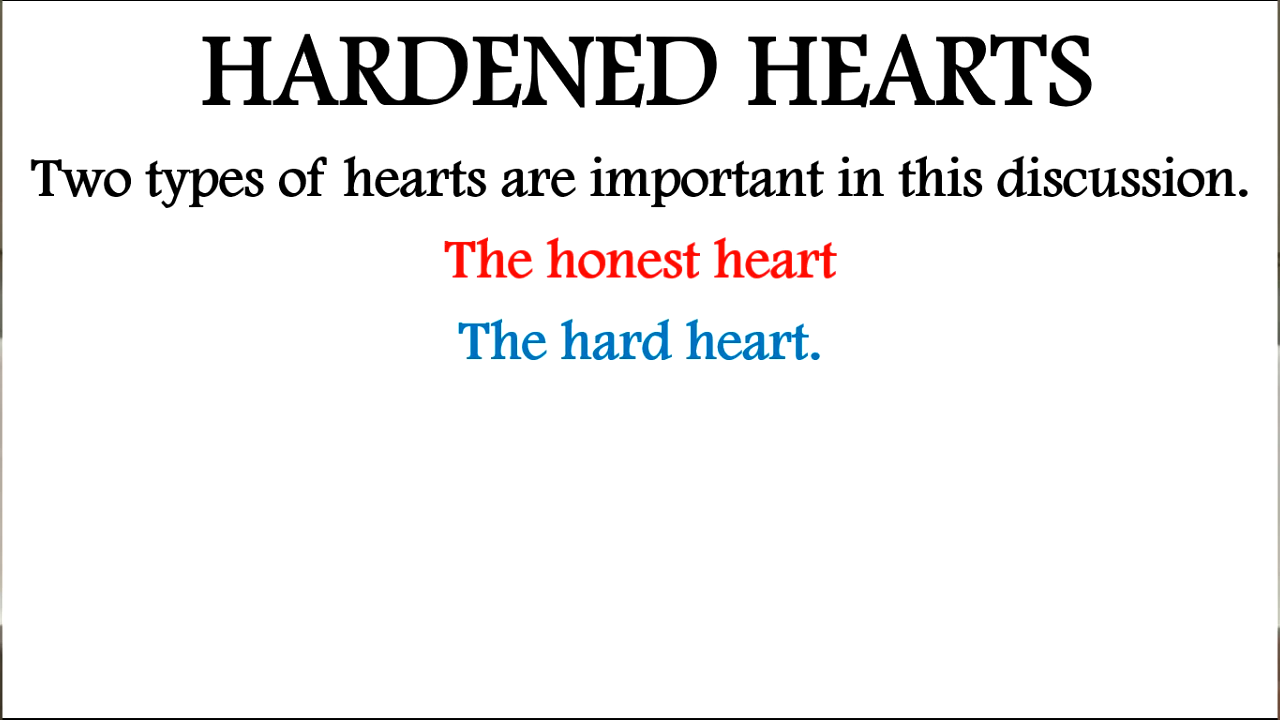 HARDENED HEARTS
Two types of hearts are important in this discussion.
The honest heart
The hard heart.